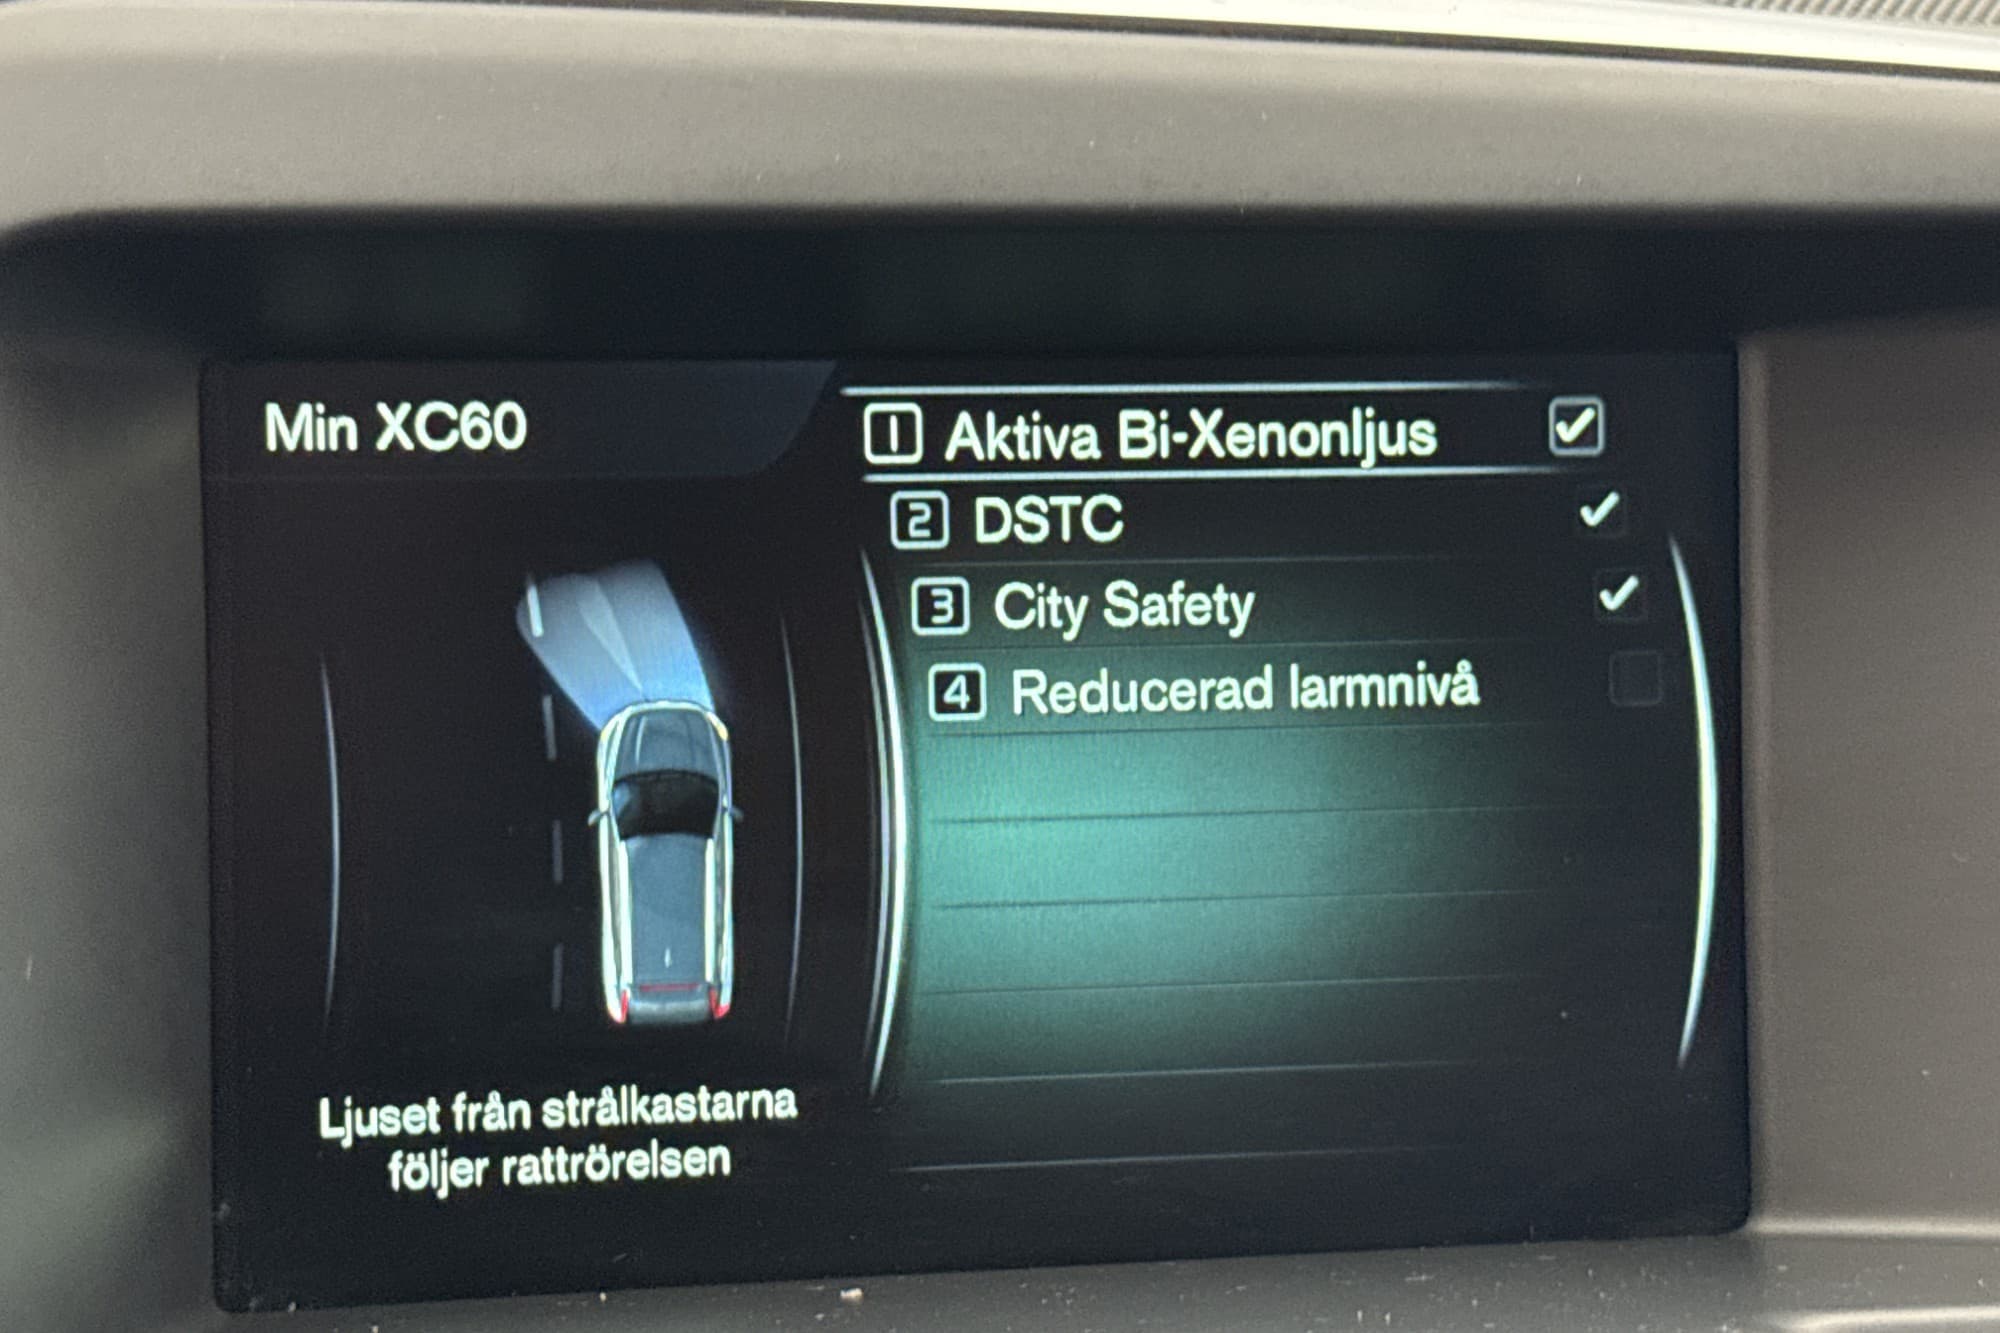 Min XC60
1 Aktiva Bi-Xenonljus
2 DSTC
3 City Safety
4 Reducerad larmnivå
Ljuset från strålkastarna
följer rattrörelsen